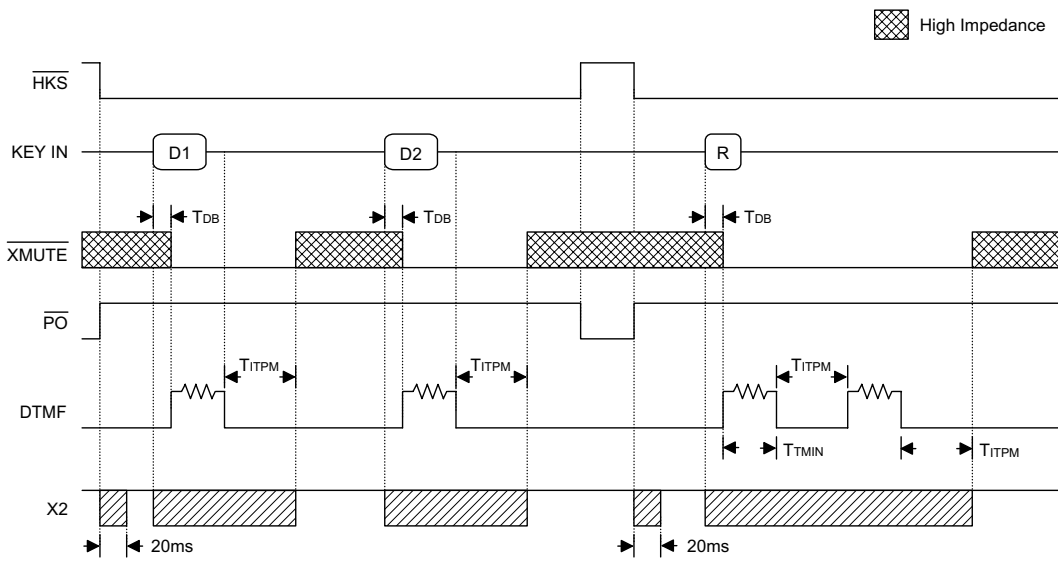 High Impedance
HKS
KEY IN
D1
D2
R
TDB
TDB
TDB
XMUTE
PO
TITPM
TITPM
TITPM
DTMF
TTMIN
TITPM
X2
20ms
20ms